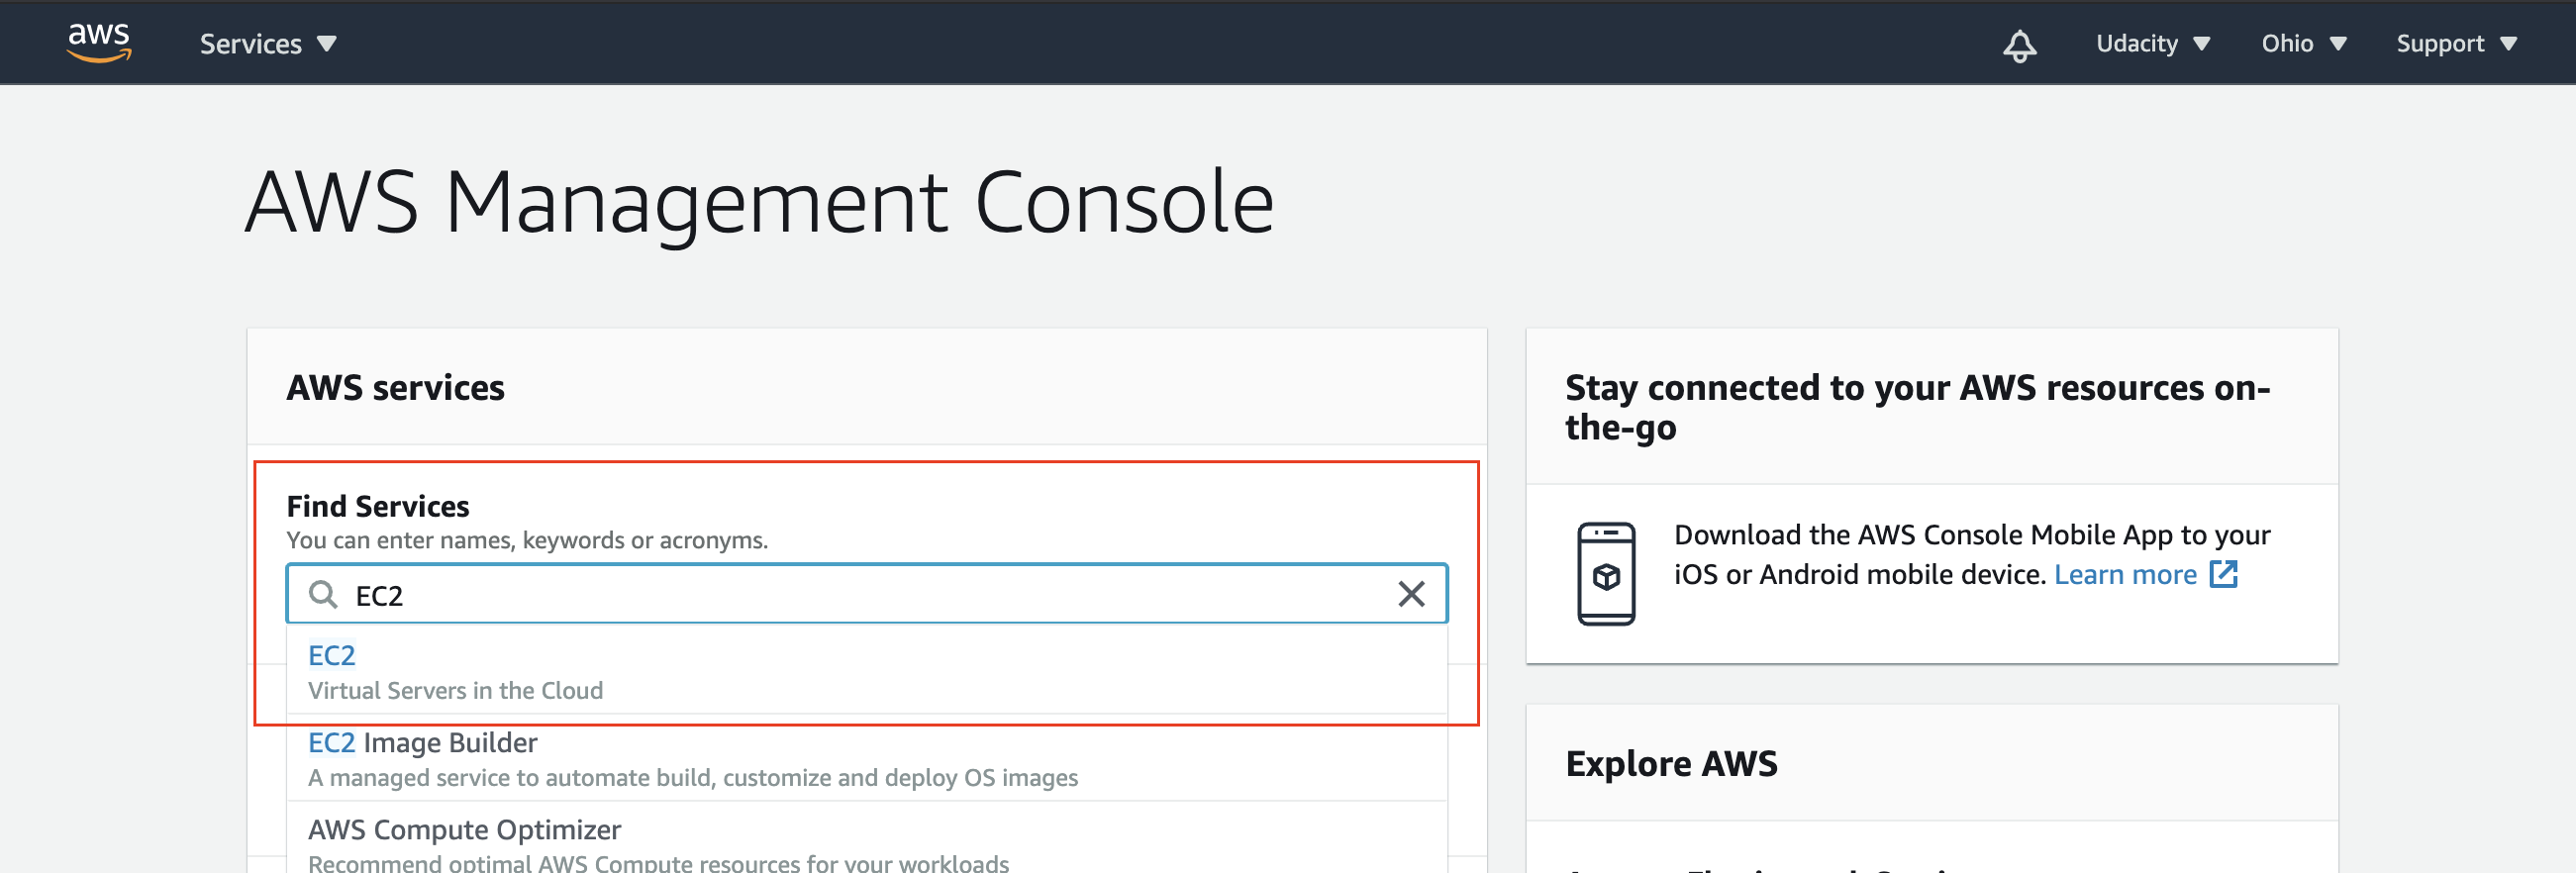 aws Services Udacity Ohio Support
AWS Management Console
AWS services
Find Services
You can enter names, keywords or acronyms.
EC2
EC2
Virtual Servers in the Cloud
EC2 Image Builder
A managed service to automate build, customize and deploy OS images
AWS Compute Optimizer
Recommend optimal AWS Compute resources for your workloads
Stay connected to your AWS resources on-
the-go
Download the AWS Console Mobile App to your
iOS or Android mobile device. Learn more
Explore AWS